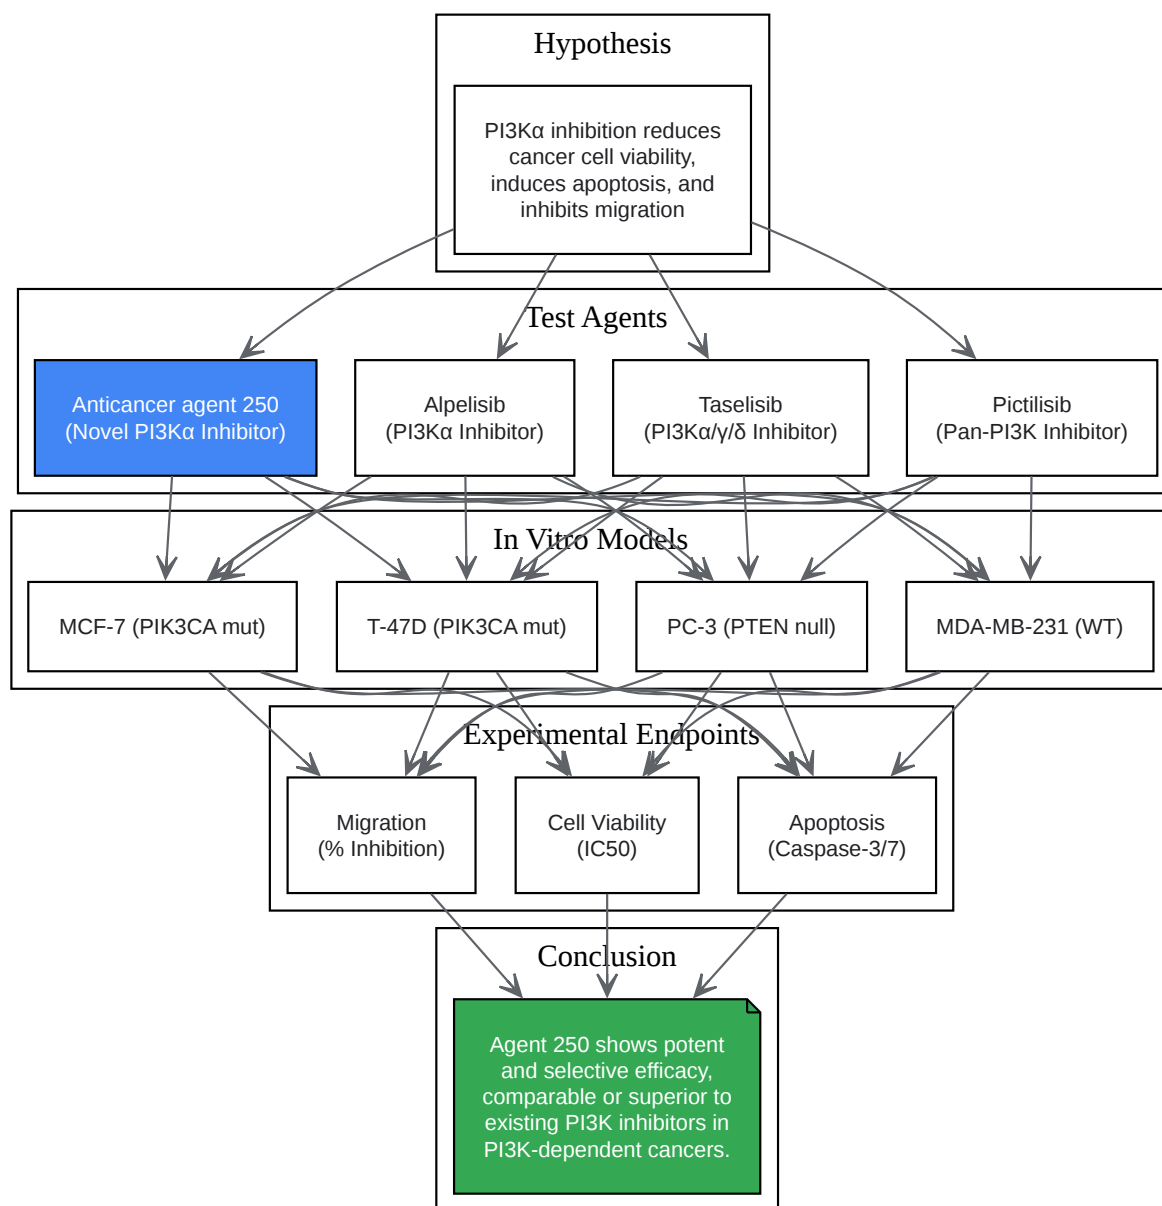 Hypothesis
PI3Kα inhibition reduces
cancer cell viability,
induces apoptosis, and
inhibits migration
Test Agents
Anticancer agent 250
(Novel PI3Kα Inhibitor)
Alpelisib
(PI3Kα Inhibitor)
Taselisib
(PI3Kα/γ/δ Inhibitor)
Pictilisib
(Pan-PI3K Inhibitor)
In Vitro Models
MCF-7 (PIK3CA mut)
T-47D (PIK3CA mut)
PC-3 (PTEN null)
MDA-MB-231 (WT)
Experimental Endpoints
Migration
(% Inhibition)
Cell Viability
(IC50)
Apoptosis
(Caspase-3/7)
Conclusion
Agent 250 shows potent
and selective efficacy,
comparable or superior to
existing PI3K inhibitors in
PI3K-dependent cancers.